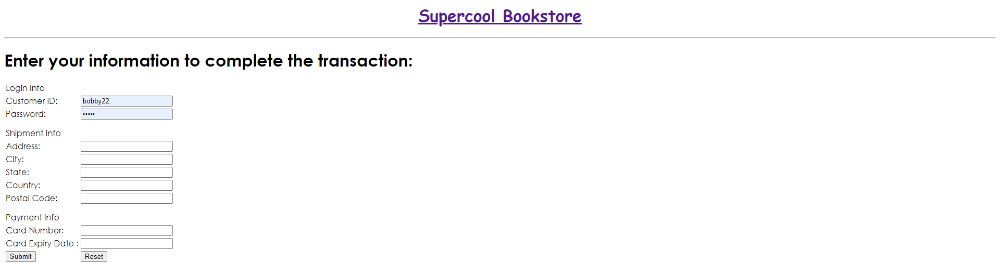 Supercool Bookstore
Enter your information to complete the transaction:
Login Info
Customer ID: bobby22
Password: •••••
Shipment Info
Address:
City:
State:
Country:
Postal Code:
Payment Info
Card Number:
Card Expiry Date :
Submit Reset